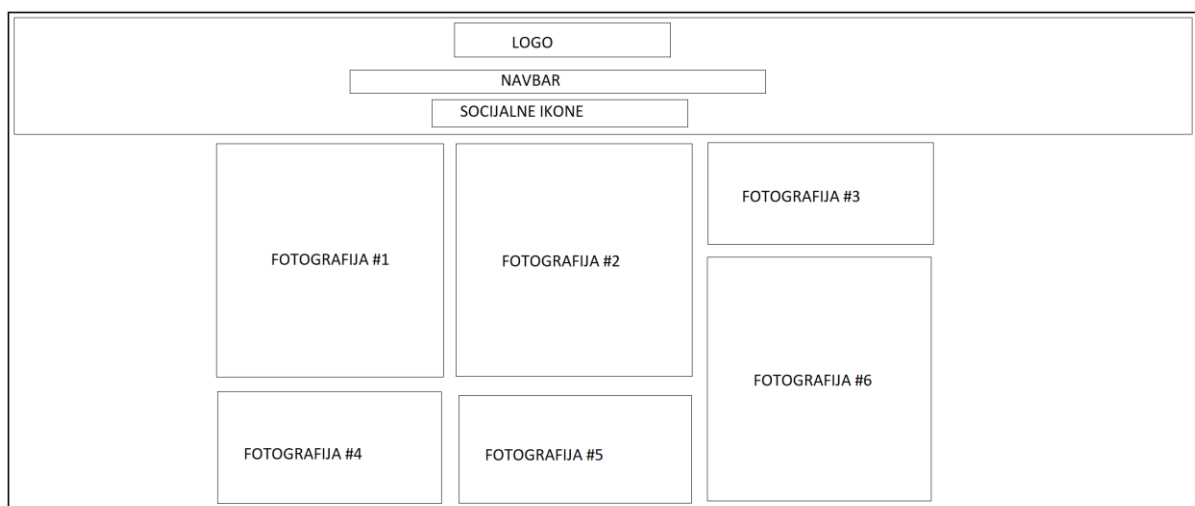 LOGO
NAVBAR
SOCIJALNE IKONE
FOTOGRAFIJA #1
FOTOGRAFIJA #2
FOTOGRAFIJA #3
FOTOGRAFIJA #4
FOTOGRAFIJA #5
FOTOGRAFIJA #6